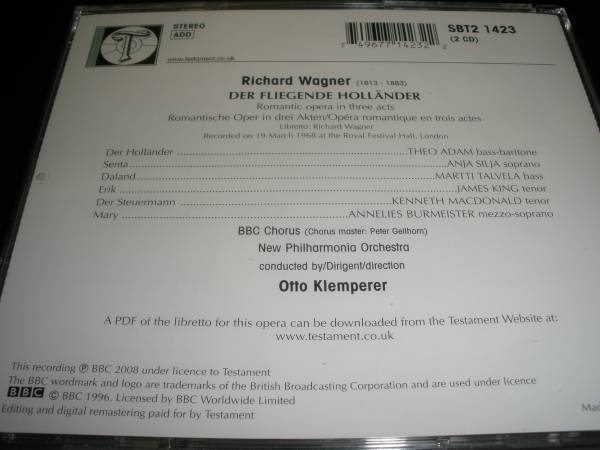 STEREO
ADD
www.testament.co.uk
SBT2 1423
(2 CD)
7 49677 14232 2
Richard Wagner (1813 - 1883)
DER FLIEGENDE HOLLÄNDER
Romantic opera in three acts
Romantische Oper in drei Akten/Opéra romantique en trois actes
Libretto: Richard Wagner
Recorded on 19 March 1968 at the Royal Festival Hall, London
Der Holländer ... THEO ADAM bass-baritone
Senta ... ANJA SILJA soprano
Daland ... MARTTI TALVELA bass
Erik ... JAMES KING tenor
Der Steuermann ... KENNETH MACDONALD tenor
Mary ... ANNELIES BURMEISTER mezzo-soprano
BBC Chorus (Chorus master: Peter Gellhorn)
New Philharmonia Orchestra
conducted by/Dirigent/direction
Otto Klemperer
A PDF of the libretto for this opera can be downloaded from the Testament Website at:
www.testament.co.uk
This recording ℗ BBC 2008 under licence to Testament
The BBC wordmark and logo are trademarks of the British Broadcasting Corporation and are used under licence
BBC © BBC 1996. Licensed by BBC Worldwide Limited
Editing and digital remastering paid for by Testament